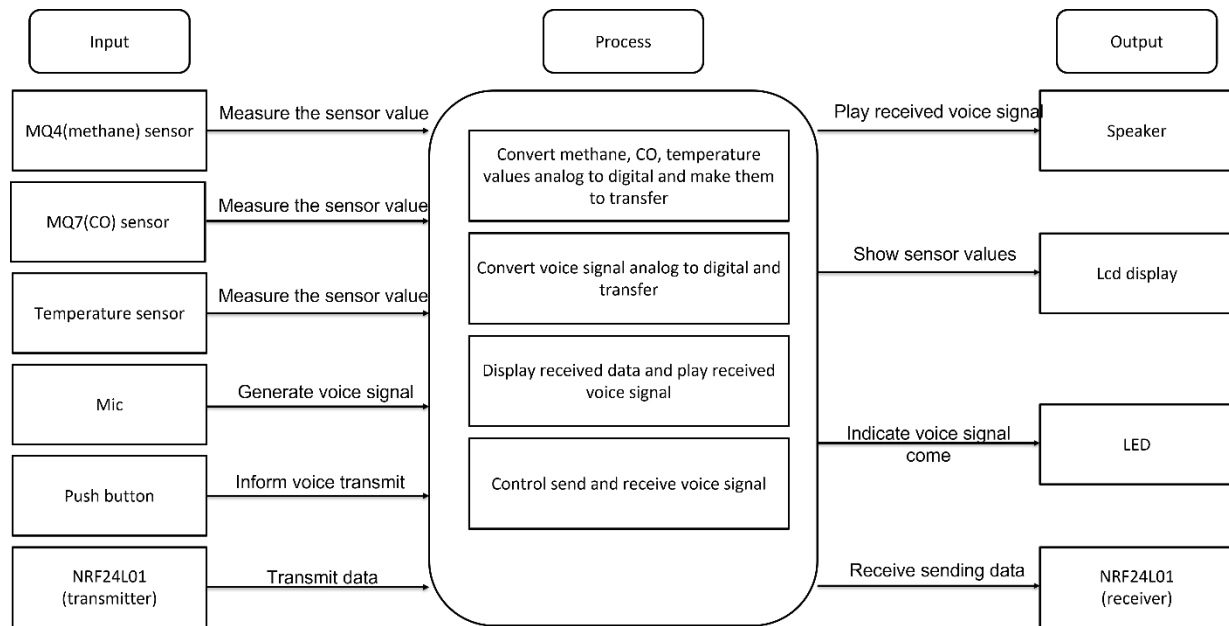 Input
Process
Output
MQ4(methane) sensor
Measure the sensor value
MQ7(CO) sensor
Measure the sensor value
Temperature sensor
Measure the sensor value
Mic
Generate voice signal
Push button
Inform voice transmit
NRF24L01
(transmitter)
Transmit data
Convert methane, CO, temperature
values analog to digital and make them
to transfer
Convert voice signal analog to digital and
transfer
Display received data and play received
voice signal
Control send and receive voice signal
Play received voice signal
Speaker
Show sensor values
Lcd display
Indicate voice signal
come
LED
Receive sending data
NRF24L01
(receiver)